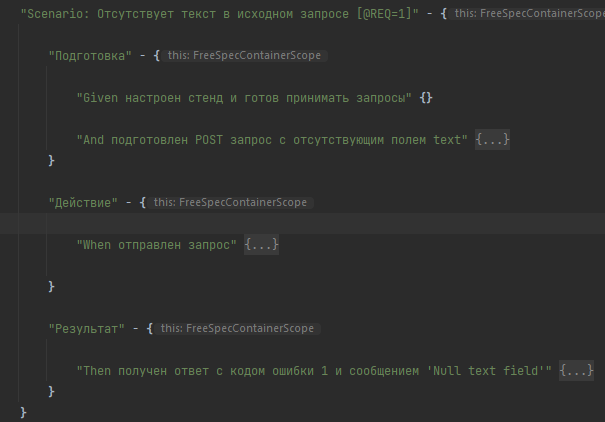 "Scenario: Отсутствует текст в исходном запросе [@REQ=1]" - { this: FreeSpecContainerScope
"Подготовка" - { this: FreeSpecContainerScope
"Given настроен стенд и готов принимать запросы" {}
"And подготовлен POST запрос с отсутствующим полем text" {...}
}
"Действие" - { this: FreeSpecContainerScope
"When отправлен запрос" {...}
}
"Результат" - { this: FreeSpecContainerScope
"Then получен ответ с кодом ошибки 1 и сообщением 'Null text field'" {...}
}
}